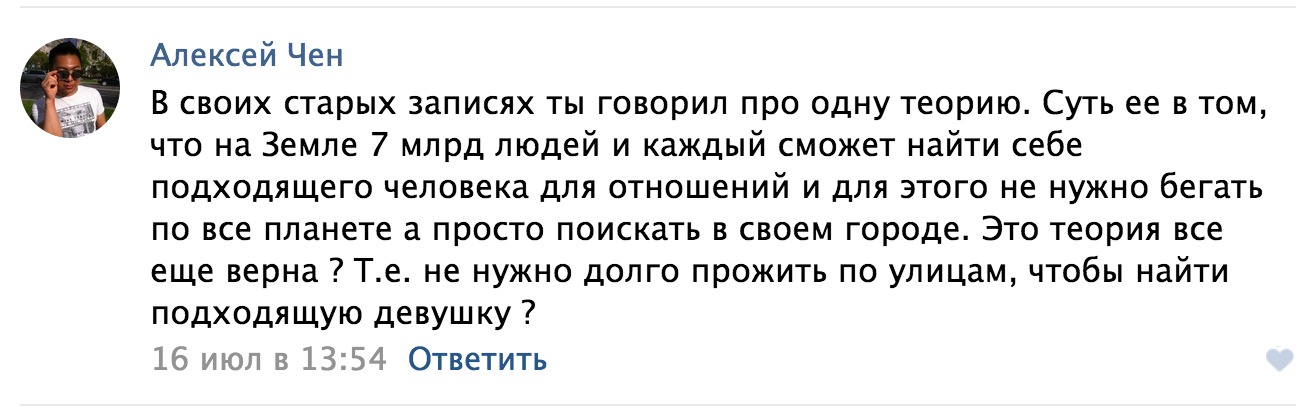 Алексей Чен
В своих старых записях ты говорил про одну теорию. Суть ее в том,
что на Земле 7 млрд людей и каждый сможет найти себе
подходящего человека для отношений и для этого не нужно бегать
по все планете а просто поискать в своем городе. Это теория все
еще верна ? Т.е. не нужно долго прожить по улицам, чтобы найти
подходящую девушку ?
16 июл в 13:54 Ответить